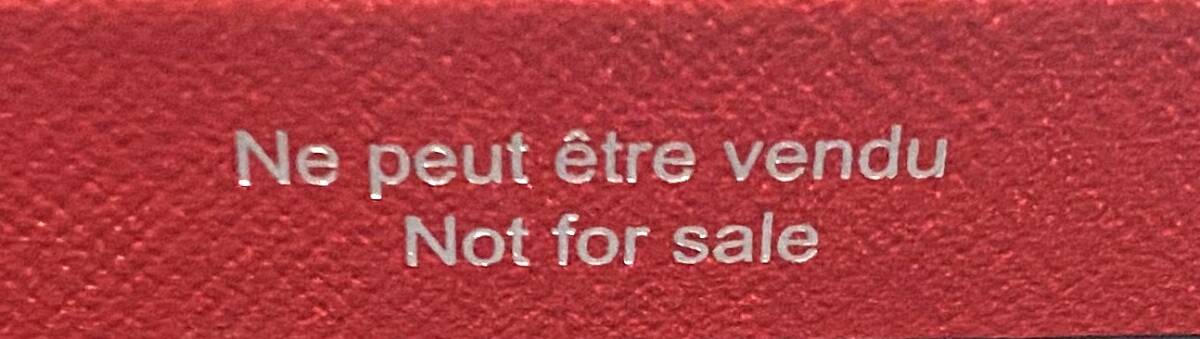 Ne peut être vendu
Not for sale